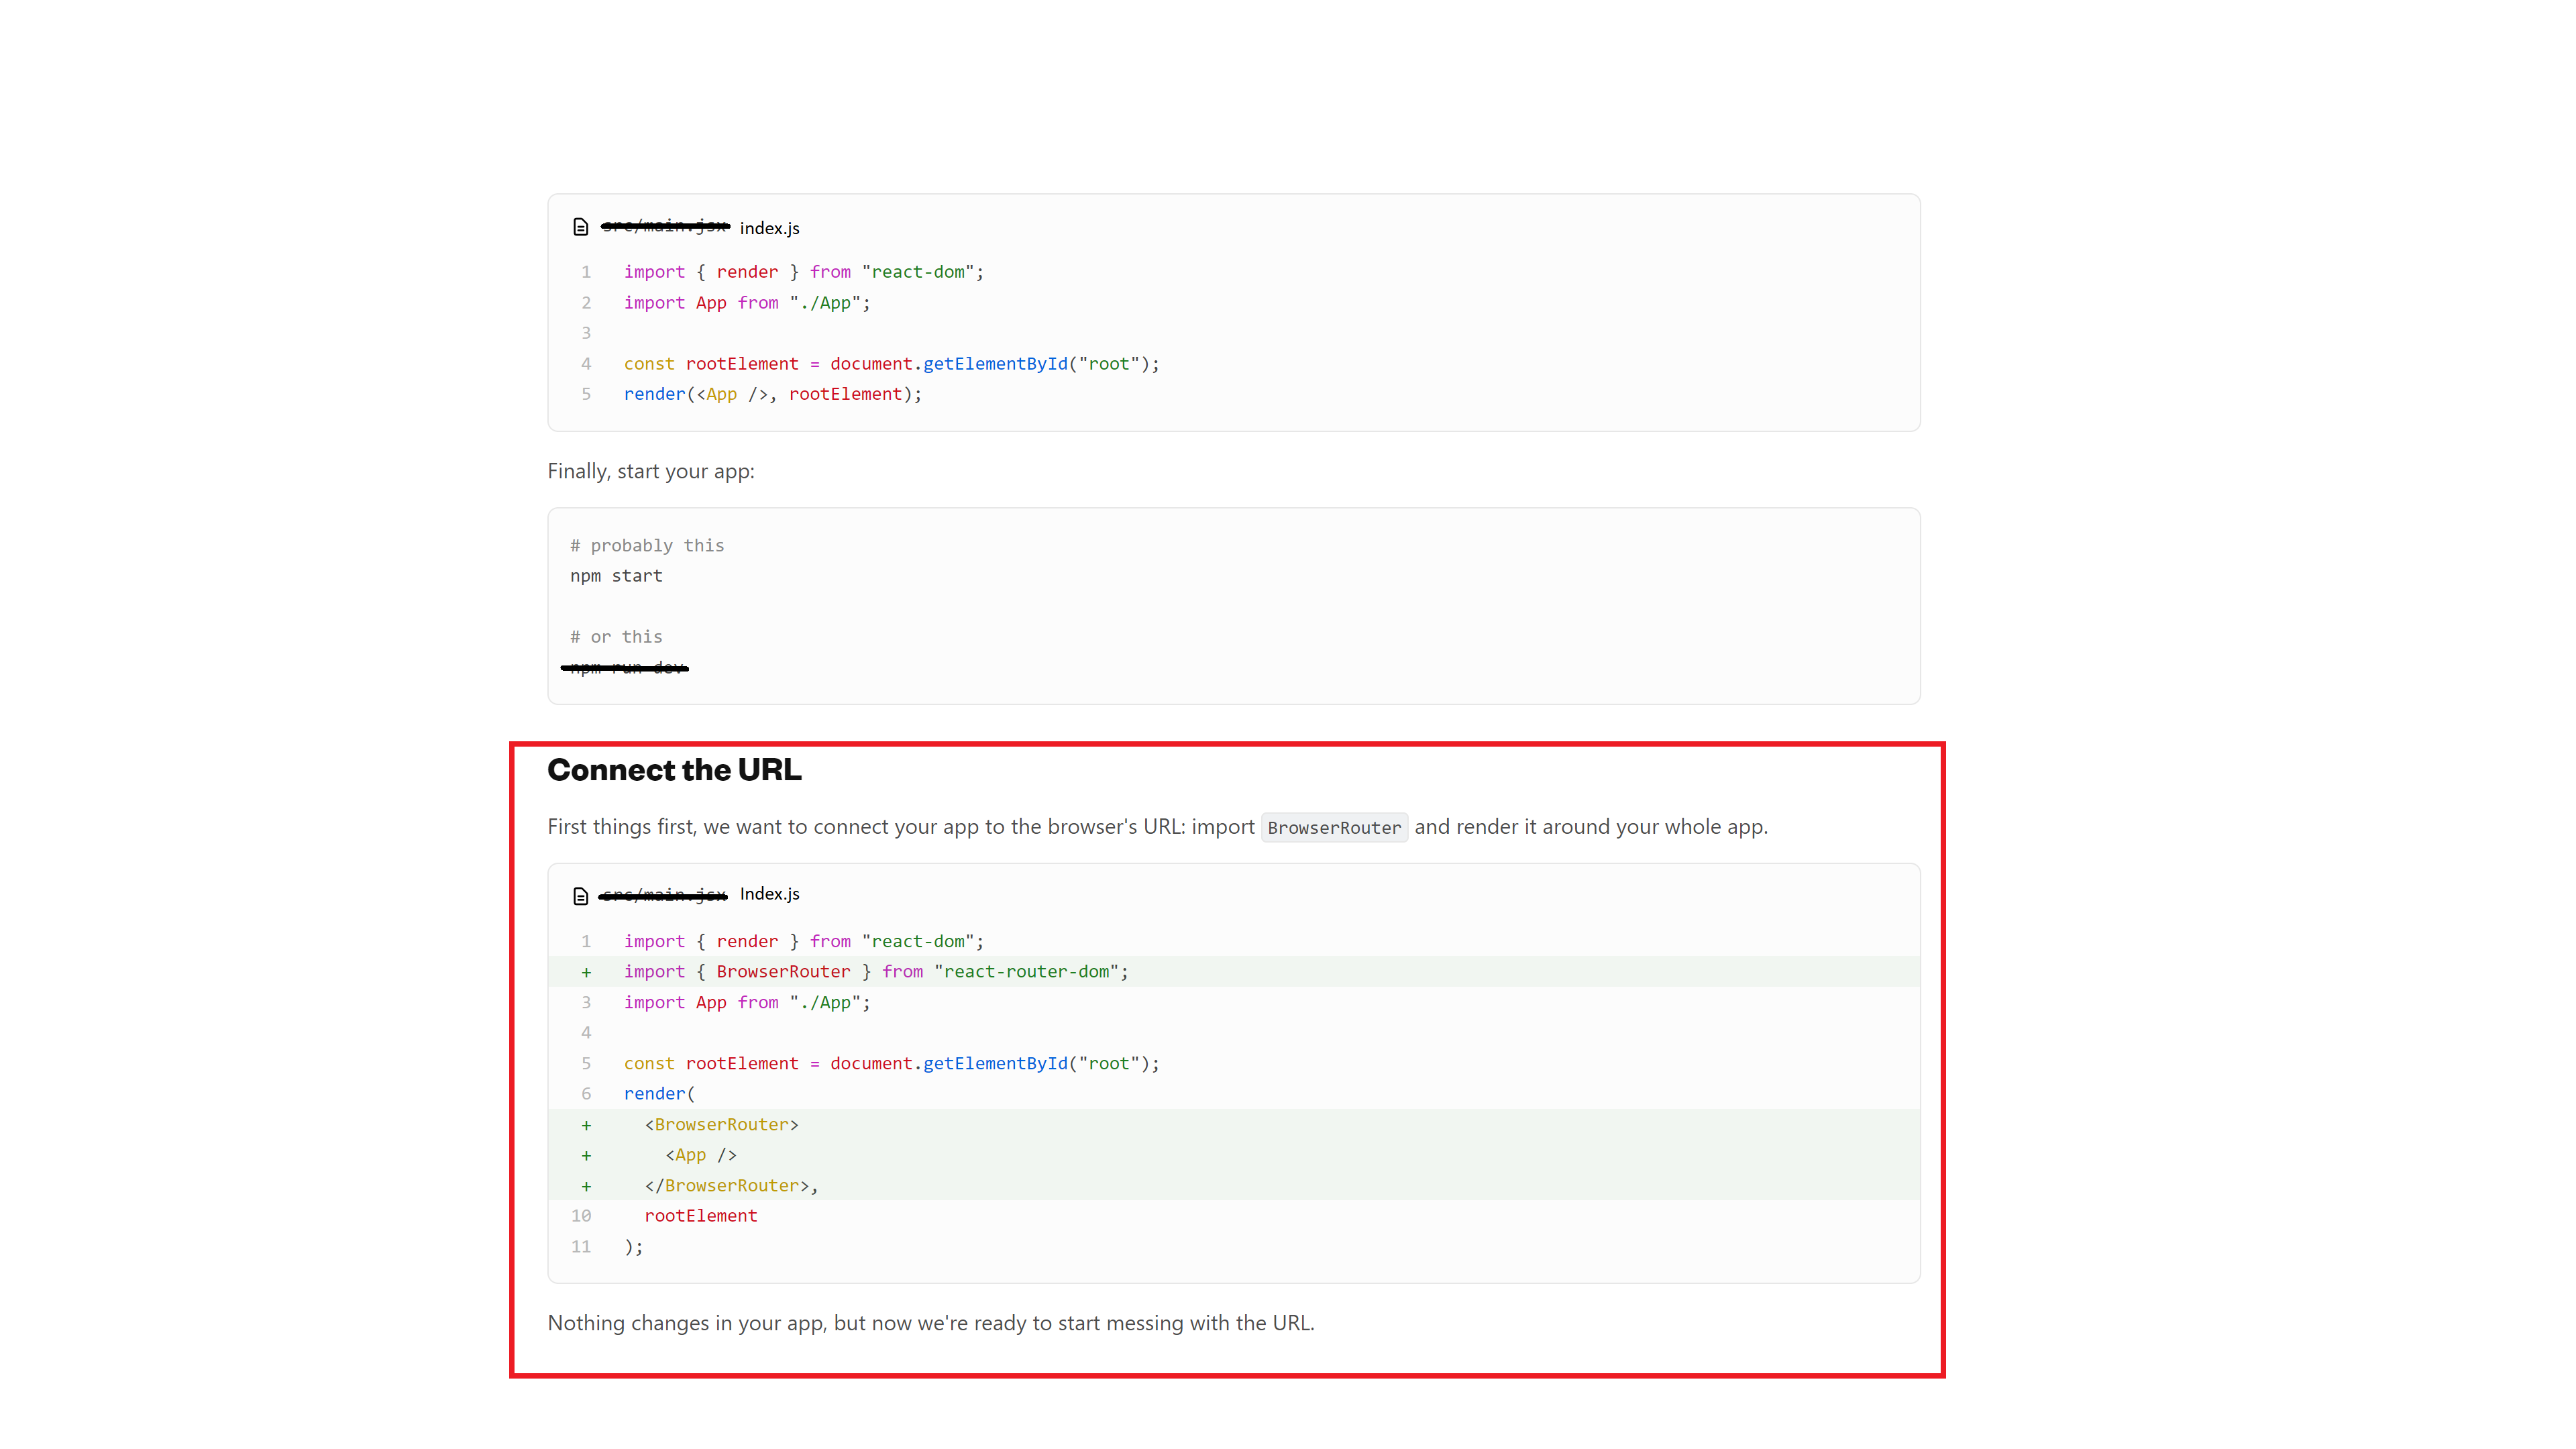 src/main.jsx index.js
1 import { render } from "react-dom";
2 import App from "./App";
3
4 const rootElement = document.getElementById("root");
5 render(<App />, rootElement);
Finally, start your app:
# probably this
npm start
# or this
npm run dev
Connect the URL
First things first, we want to connect your app to the browser's URL: import BrowserRouter and render it around your whole app.
src/main.jsx Index.js
1 import { render } from "react-dom";
+ import { BrowserRouter } from "react-router-dom";
3 import App from "./App";
4
5 const rootElement = document.getElementById("root");
6 render(
+ <BrowserRouter>
+ <App />
+ </BrowserRouter>,
10 rootElement
11 );
Nothing changes in your app, but now we're ready to start messing with the URL.